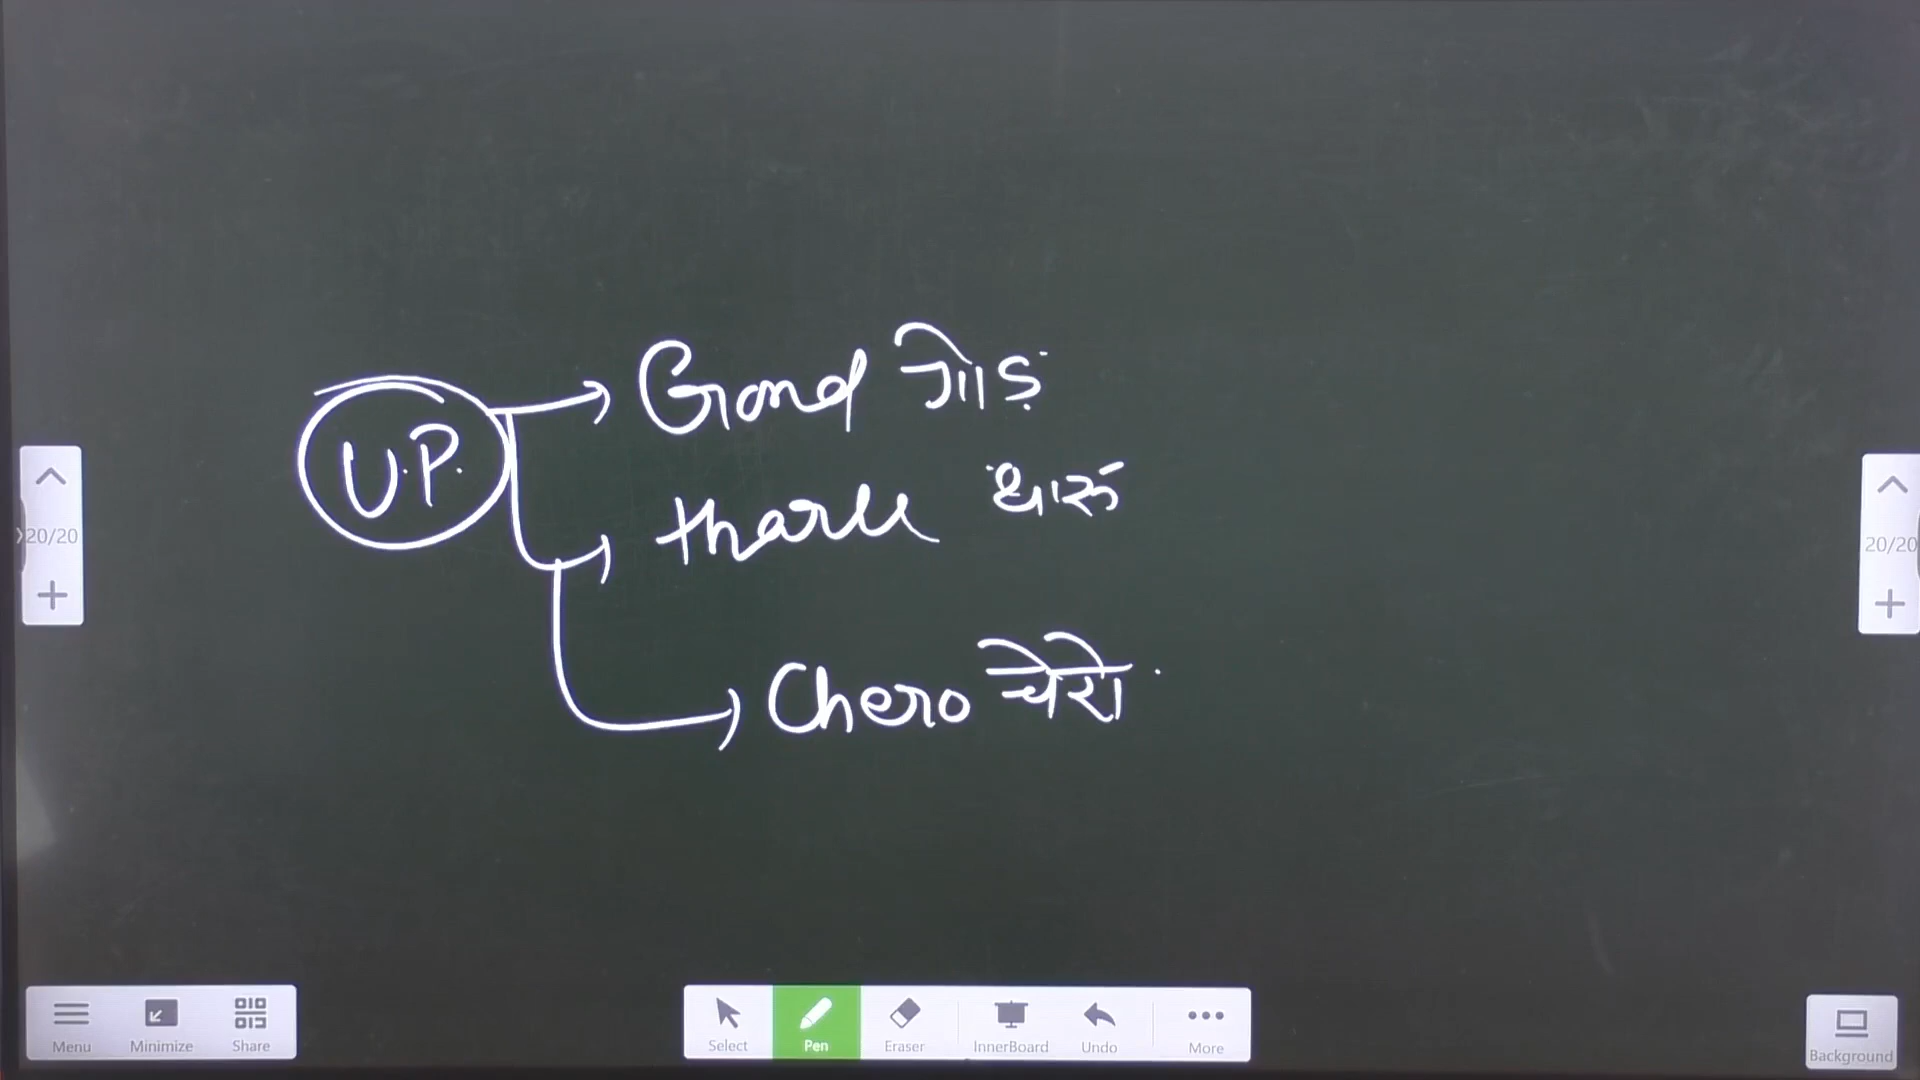 U.P.
Gond गोंड़
tharu थारू
Chero चेरो
20/20
20/20
Menu Minimize Share
Select Pen Eraser InnerBoard Undo More
Background